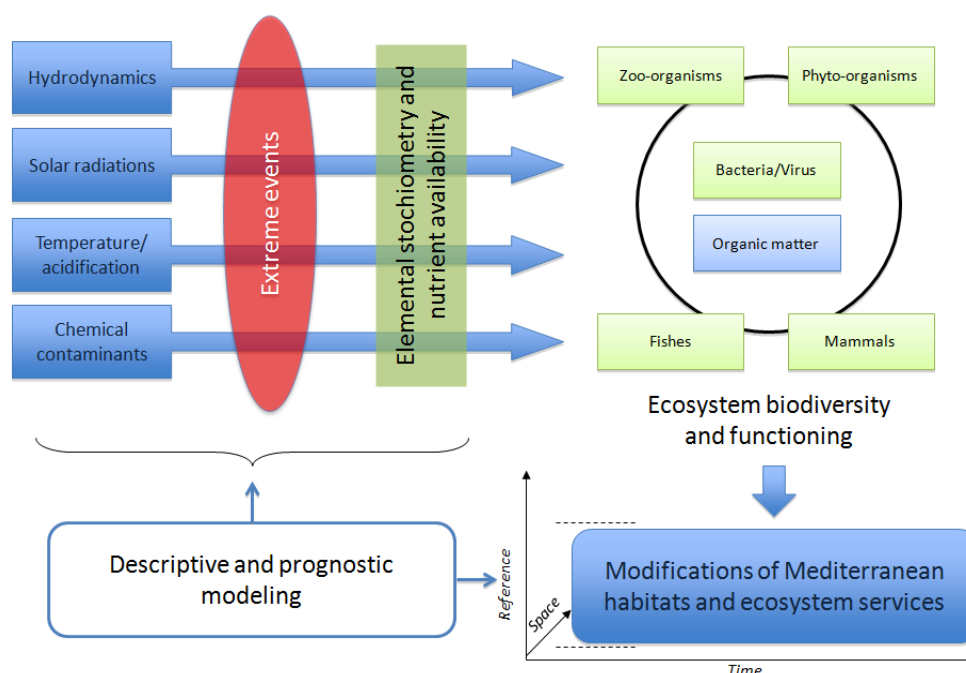 Hydrodynamics
Solar radiations
Temperature/
acidification
Chemical
contaminants
Extreme events
Elemental stochiometry and
nutrient availability
Zoo-organisms
Phyto-organisms
Bacteria/Virus
Organic matter
Fishes
Mammals
Ecosystem biodiversity
and functioning
Descriptive and prognostic
modeling
Reference
Space
Time
Modifications of Mediterranean
habitats and ecosystem services